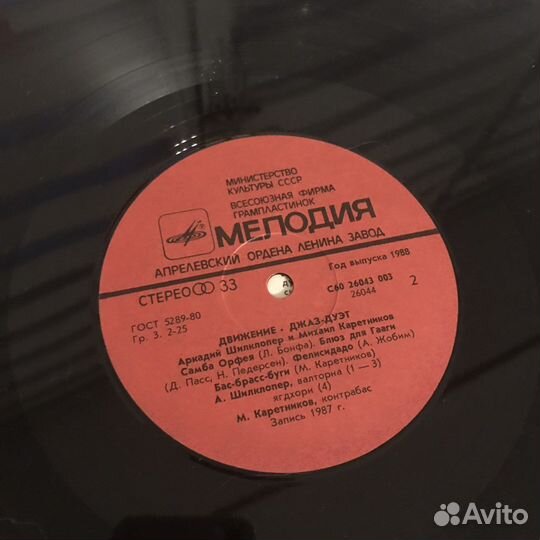 МИНИСТЕРСТВО
КУЛЬТУРЫ СССР
ВСЕСОЮЗНАЯ ФИРМА
ГРАМПЛАСТИНОК
МЕЛОДИЯ
АПРЕЛЕВСКИЙ ОРДЕНА ЛЕНИНА ЗАВОД
СТЕРЕО 33
Год выпуска 1988
ГОСТ 5289-80
Гр. 3. 2-25
С60 26043 003
26044
2
ДВИЖЕНИЕ · ДЖАЗ-ДУЭТ
Аркадий Шилклопер и Михаил Каретников
Самба Орфея (Л. Бонфа). Блюз для Гааги
(Д. Пасс, Н. Педерсен). Фелисидадо (А. Жобим)
Бас-брасс-буги (М. Каретников)
А. Шилклопер, валторна (1—3)
ягдхорн (4)
М. Каретников, контрабас
Запись 1987 г.
Avito